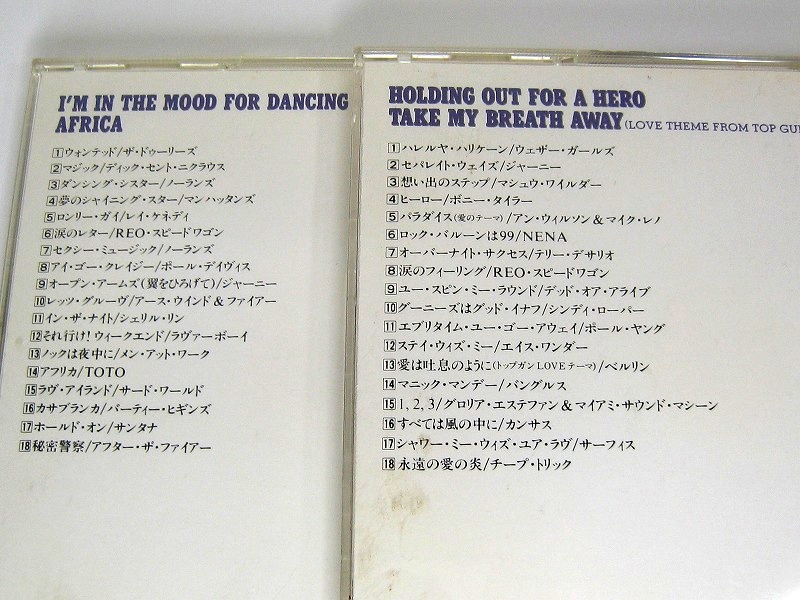 I'M IN THE MOOD FOR DANCING
AFRICA
1 ウォンテッド/ザ・ドゥーリーズ
2 マジック/ディック・セント・ニクラウス
3 ダンシング・シスター/ノーランズ
4 夢のシャイニング・スター/マンハッタンズ
5 ロンリー・ガイ/レイ・ケネディ
6 涙のレター/REO・スピードワゴン
7 セクシー・ミュージック/ノーランズ
8 アイ・ゴー・クレイジー/ポール・デイヴィス
9 オープン・アームズ(翼をひろげて)/ジャーニー
10 レッツ・グルーヴ/アース・ウインド&ファイアー
11 イン・ザ・ナイト/シェリル・リン
12 それ行け!ウィークエンド/ラヴァーボーイ
13 ノックは夜中に/メン・アット・ワーク
14 アフリカ/TOTO
15 ラヴ・アイランド/サード・ワールド
16 カサブランカ/バーティー・ヒギンズ
17 ホールド・オン/サンタナ
18 秘密警察/アフター・ザ・ファイアー
HOLDING OUT FOR A HERO
TAKE MY BREATH AWAY (LOVE THEME FROM TOP GU
1 ハレルヤ・ハリケーン/ウェザー・ガールズ
2 セパレイト・ウェイズ/ジャーニー
3 想い出のステップ/マシュウ・ワイルダー
4 ヒーロー/ボニー・タイラー
5 パラダイス(愛のテーマ)/アン・ウィルソン&マイク・レノ
6 ロック・バルーンは99/NENA
7 オーバーナイト・サクセス/テリー・デサリオ
8 涙のフィーリング/REO・スピードワゴン
9 ユー・スピン・ミー・ラウンド/デッド・オア・アライブ
10 グーニーズはグッド・イナフ/シンディ・ローパー
11 エブリタイム・ユー・ゴー・アウェイ/ポール・ヤング
12 ステイ・ウィズ・ミー/エイス・ワンダー
13 愛は吐息のように(トップガン LOVE テーマ)/ベルリン
14 マニック・マンデー/バングルス
15 1, 2, 3/グロリア・エステファン&マイアミ・サウンド・マシーン
16 すべては風の中に/カンサス
17 シャワー・ミー・ウィズ・ユア・ラヴ/サーフィス
18 永遠の愛の炎/チープ・トリック